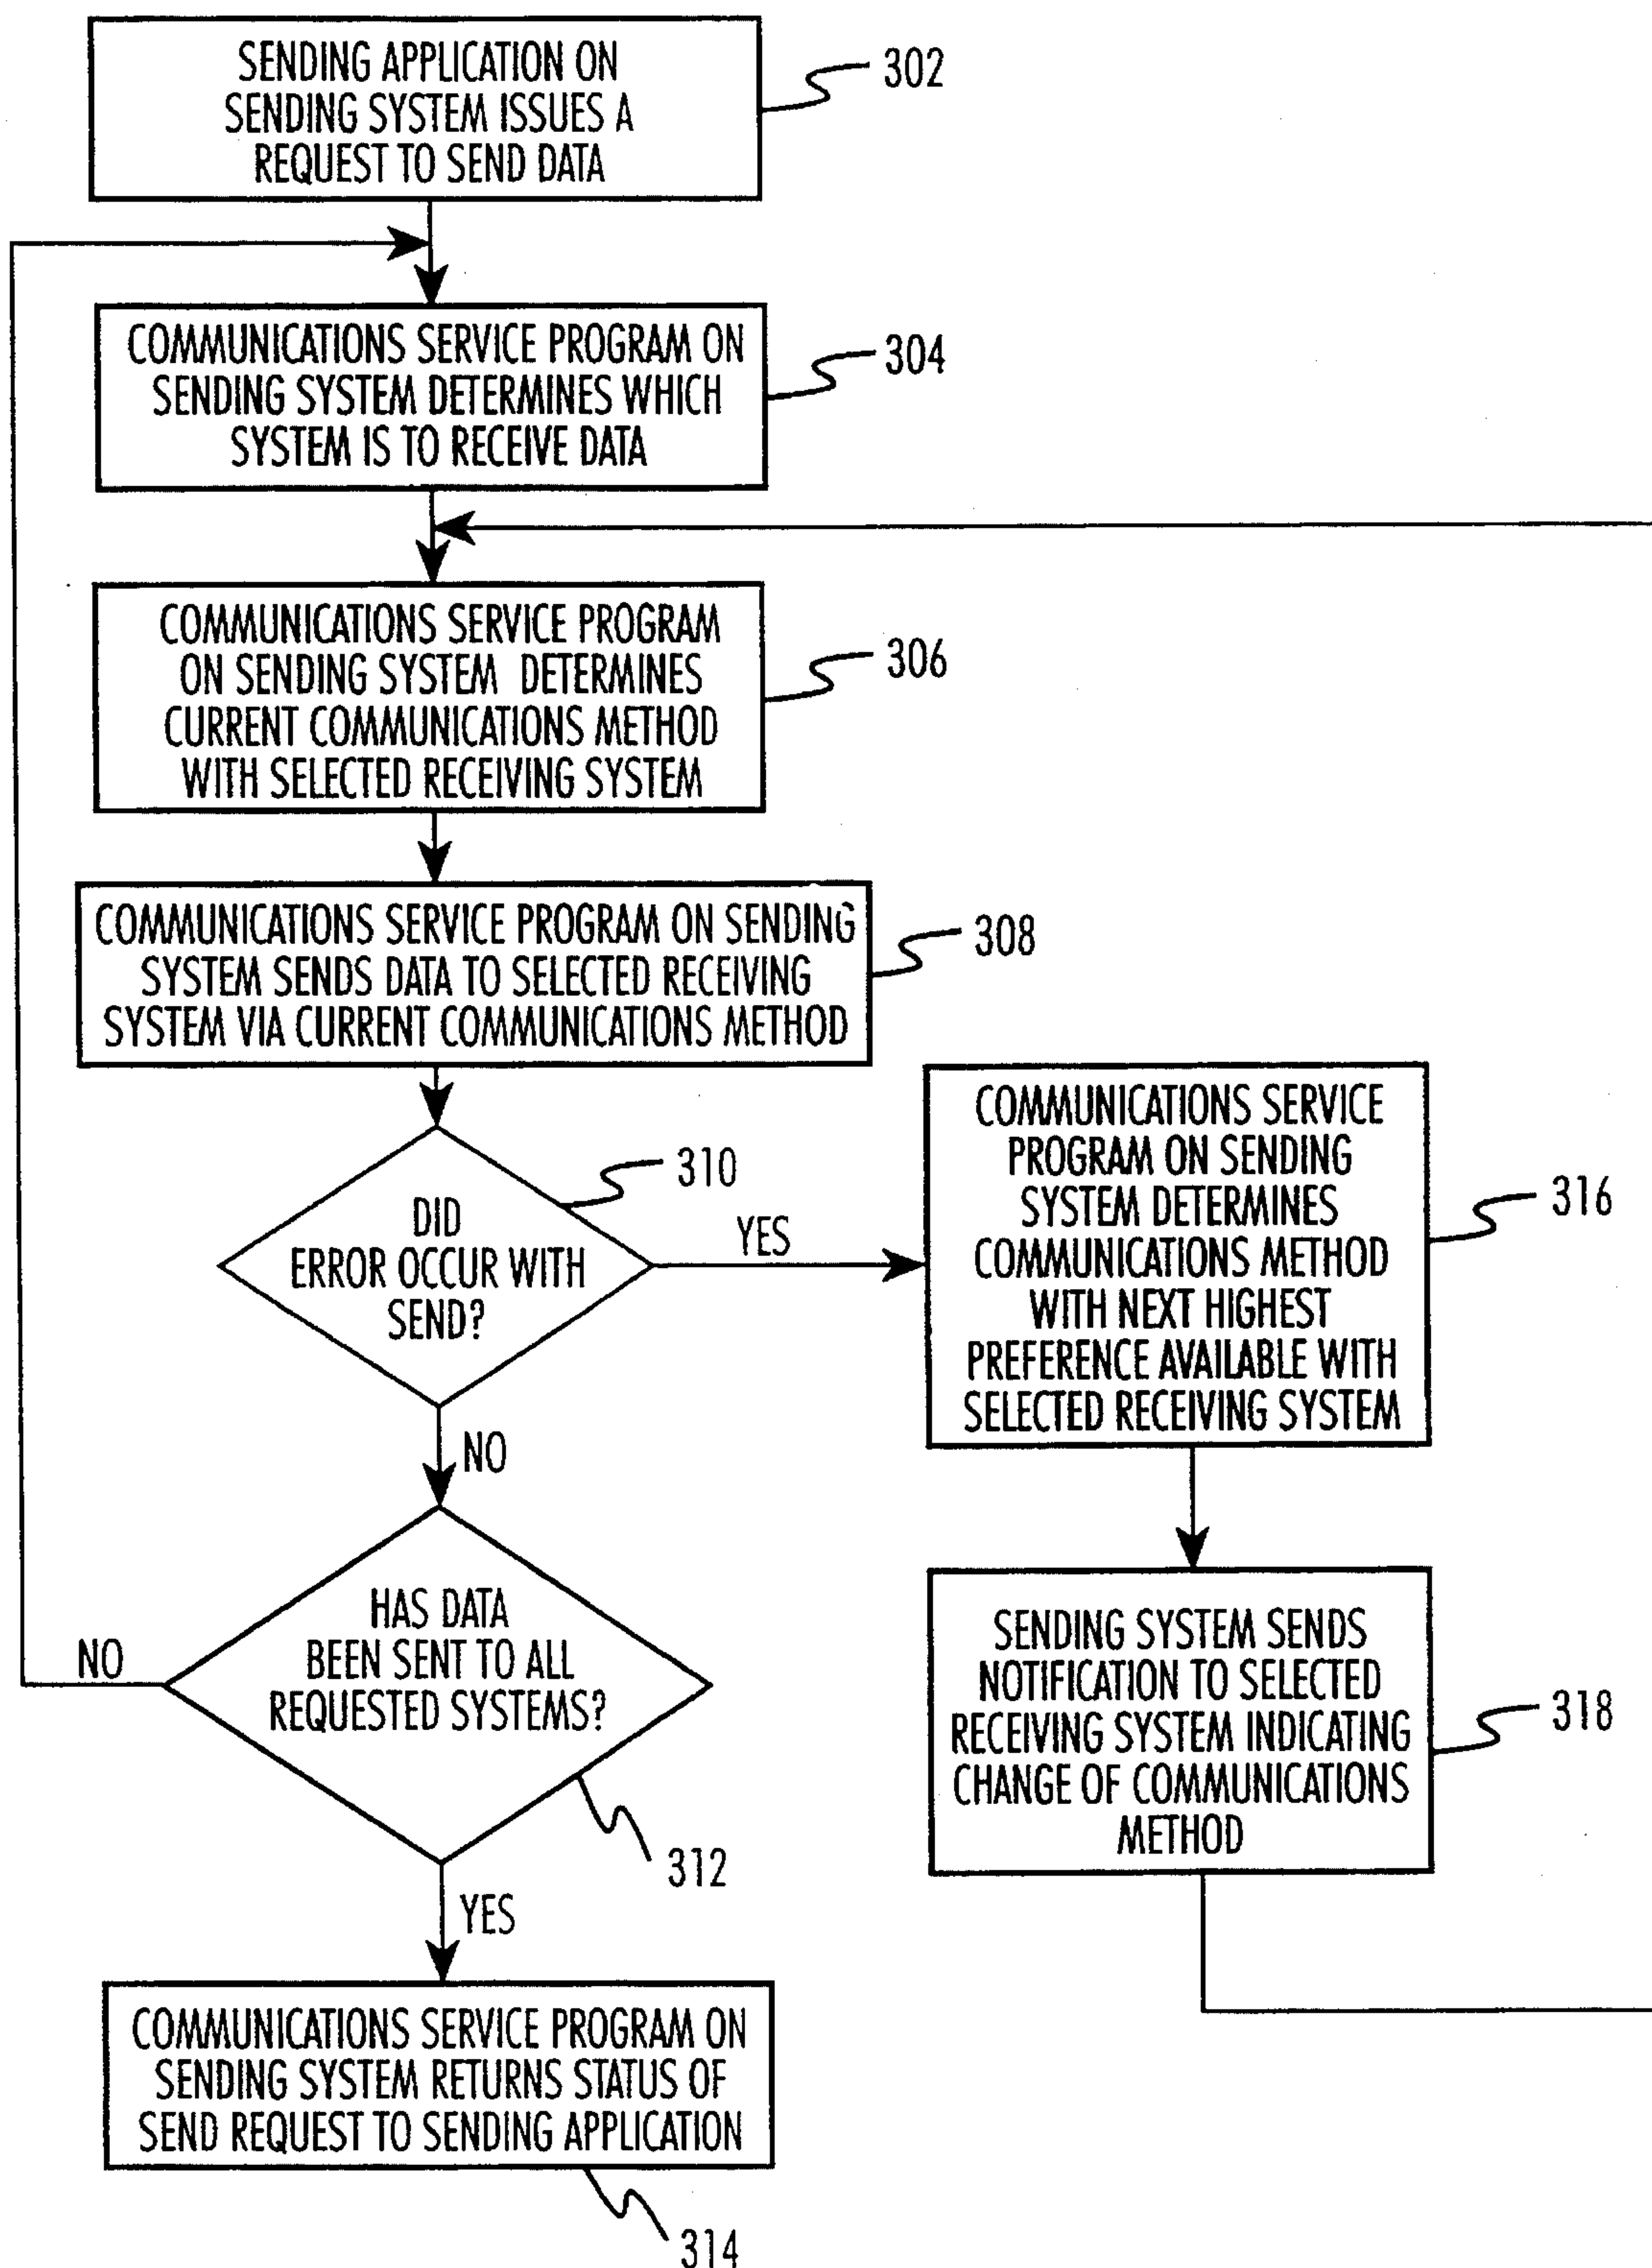 SENDING APPLICATION ON
SENDING SYSTEM ISSUES A
REQUEST TO SEND DATA
302
COMMUNICATIONS SERVICE PROGRAM ON
SENDING SYSTEM DETERMINES WHICH
SYSTEM IS TO RECEIVE DATA
304
COMMUNICATIONS SERVICE PROGRAM
ON SENDING SYSTEM DETERMINES
CURRENT COMMUNICATIONS METHOD
WITH SELECTED RECEIVING SYSTEM
306
COMMUNICATIONS SERVICE PROGRAM ON SENDING
SYSTEM SENDS DATA TO SELECTED RECEIVING
SYSTEM VIA CURRENT COMMUNICATIONS METHOD
308
DID
ERROR OCCUR WITH
SEND?
310
YES
NO
COMMUNICATIONS SERVICE
PROGRAM ON SENDING
SYSTEM DETERMINES
COMMUNICATIONS METHOD
WITH NEXT HIGHEST
PREFERENCE AVAILABLE WITH
SELECTED RECEIVING SYSTEM
316
HAS DATA
BEEN SENT TO ALL
REQUESTED SYSTEMS?
NO
312
YES
SENDING SYSTEM SENDS
NOTIFICATION TO SELECTED
RECEIVING SYSTEM INDICATING
CHANGE OF COMMUNICATIONS
METHOD
318
COMMUNICATIONS SERVICE PROGRAM ON
SENDING SYSTEM RETURNS STATUS OF
SEND REQUEST TO SENDING APPLICATION
314